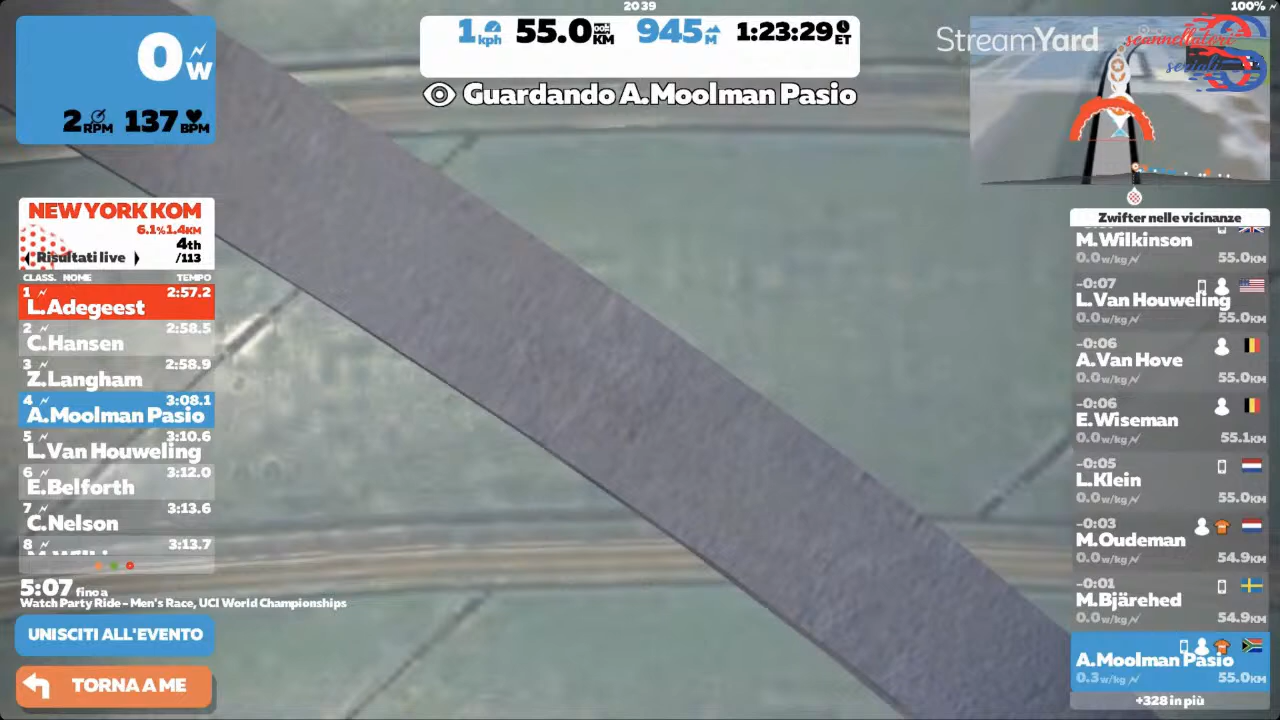 2039
100%
0w
2RPM 137BPM
1kph 55.0KM 945M 1:23:29ET
Guardando A.Moolman Pasio
StreamYard
scannellatori
seriali
NEW YORK KOM
6.1% 1.4KM
4th
Risultati live /113
CLASS. NOME TEMPO
1 2:57.2
L.Adegeest
2 2:58.5
C.Hansen
3 2:58.9
Z.Langham
4 3:08.1
A.Moolman Pasio
5 3:10.6
L.Van Houweling
6 3:12.0
E.Belforth
7 3:13.6
C.Nelson
8 3:13.7
5:07 fino a
Watch Party Ride - Men's Race, UCI World Championships
UNISCITI ALL'EVENTO
TORNA A ME
Zwifter nelle vicinanze
M.Wilkinson
0.0w/kg 55.0KM
-0:07
L.Van Houweling
0.0w/kg 55.0KM
-0:06
A.Van Hove
0.0w/kg 55.0KM
-0:06
E.Wiseman
0.0w/kg 55.1KM
-0:05
L.Klein
0.0w/kg 55.0KM
-0:03
M.Oudeman
0.0w/kg 54.9KM
-0:01
M.Bjärehed
0.0w/kg 54.9KM
A.Moolman Pasio
0.3w/kg 55.0KM
+328 in più